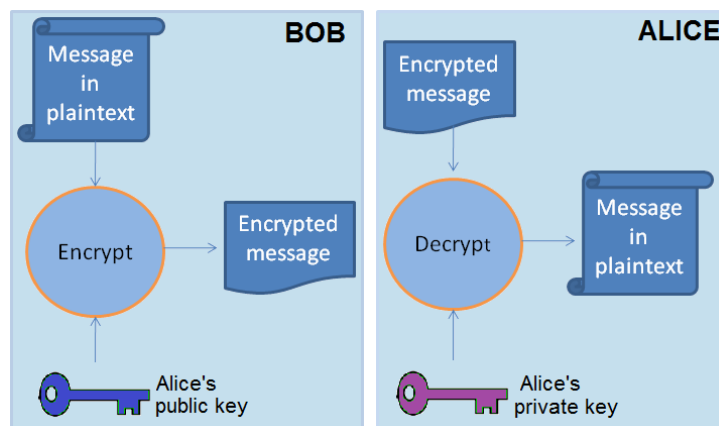 BOB
Message
in
plaintext
Encrypt
Encrypted
message
Alice's
public key
ALICE
Encrypted
message
Decrypt
Message
in
plaintext
Alice's
private key